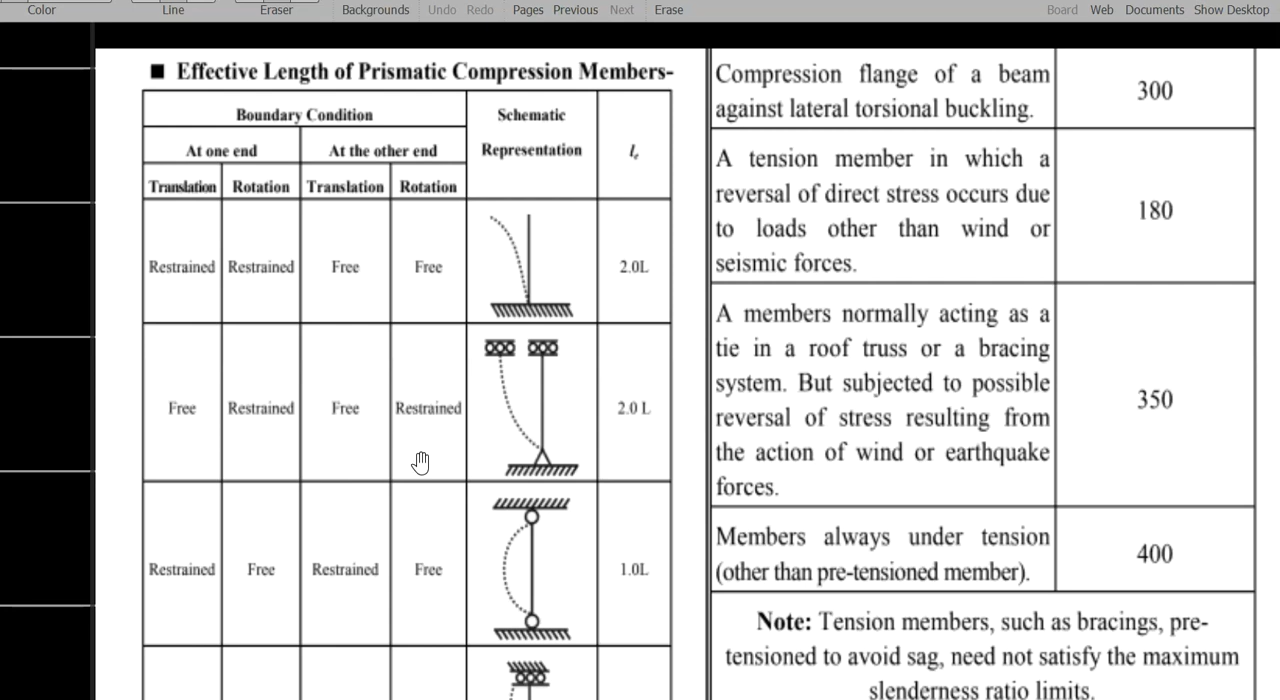 Color Line Eraser Backgrounds Undo Redo Pages Previous Next Erase Board Web Documents Show Desktop
■ Effective Length of Prismatic Compression Members-
Boundary Condition
Schematic
Representation
lₑ
At one end
At the other end
Translation Rotation Translation Rotation
Restrained Restrained Free Free 2.0L
Free Restrained Free Restrained 2.0 L
Restrained Free Restrained Free 1.0L
Compression flange of a beam
against lateral torsional buckling.
300
A tension member in which a
reversal of direct stress occurs due
to loads other than wind or
seismic forces.
180
A members normally acting as a
tie in a roof truss or a bracing
system. But subjected to possible
reversal of stress resulting from
the action of wind or earthquake
forces.
350
Members always under tension
(other than pre-tensioned member).
400
Note: Tension members, such as bracings, pre-
tensioned to avoid sag, need not satisfy the maximum
slenderness ratio limits.